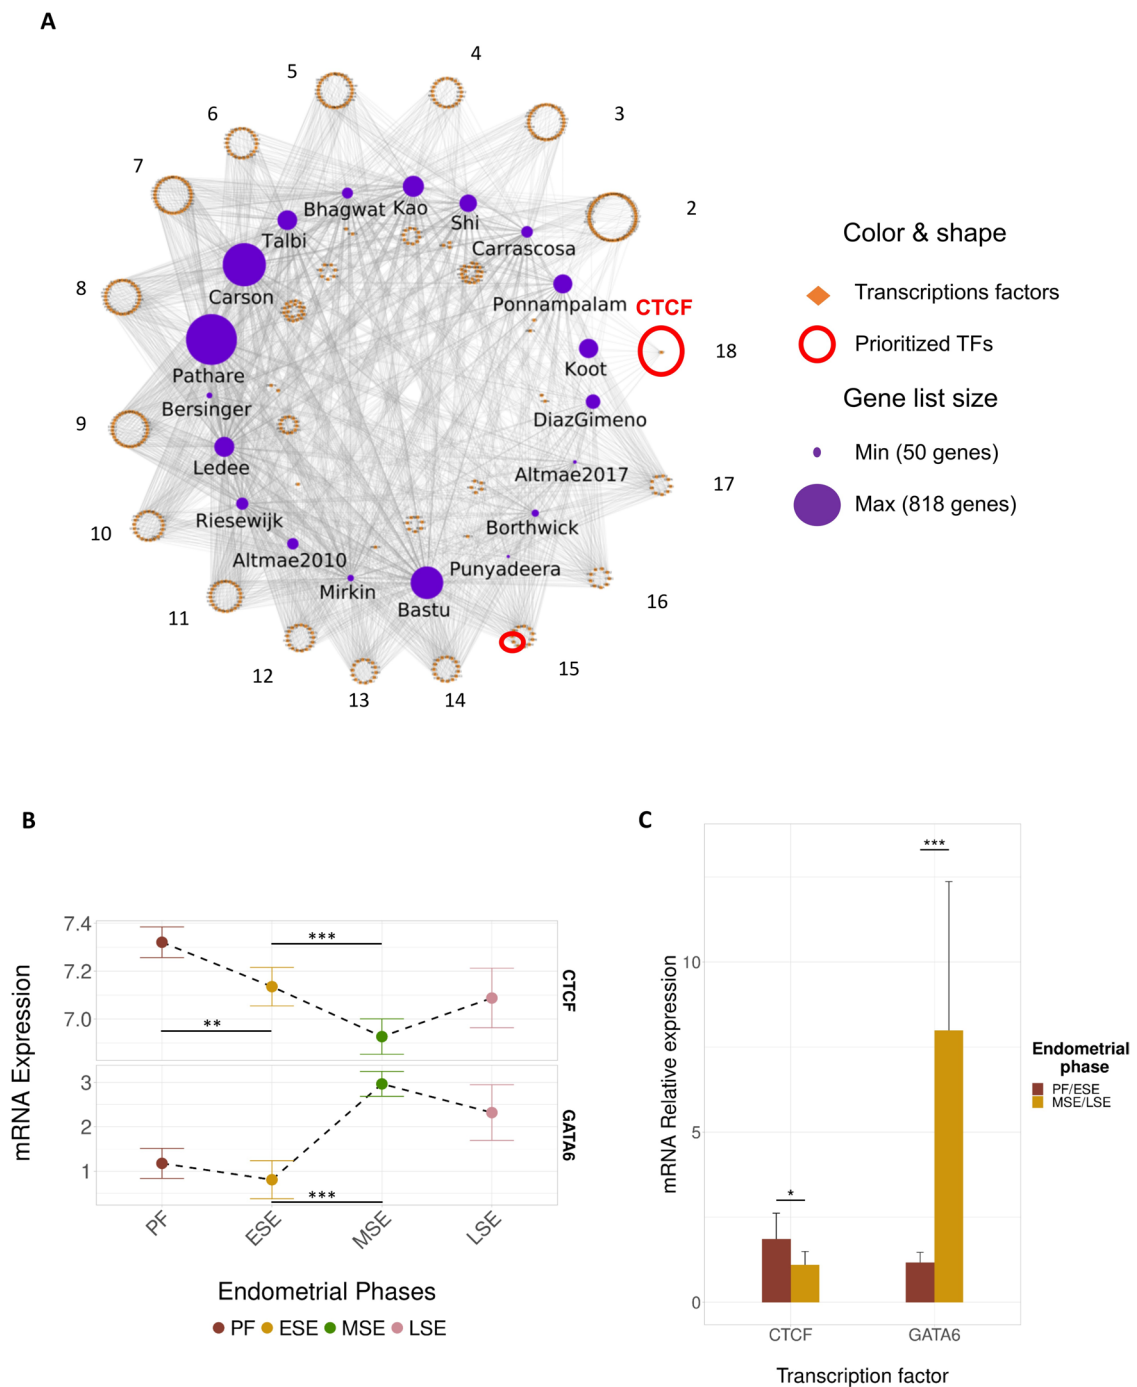 A
4
5
3
6
7
2
Bhagwat
Kao
Shi
Talbi
Carrascosa
Color & shape
8
Carson
Ponnampalam
Transcriptions factors
CTCF
18
Prioritized TFs
Pathare
Koot
Bersinger
Gene list size
9
DiazGimeno
Min (50 genes)
Ledee
Altmae2017
17
Max (818 genes)
10
Riesewijk
Borthwick
Altmae2010
Punyadeera
Mirkin
Bastu
16
11
15
12
13
14
B
7.4
7.2
7.0
***
**
CTCF
mRNA Expression
3
2
1
***
GATA6
PF
ESE
MSE
LSE
Endometrial Phases
PF
ESE
MSE
LSE
C
***
10
5
0
*
mRNA Relative expression
CTCF
GATA6
Transcription factor
Endometrial
phase
PF/ESE
MSE/LSE